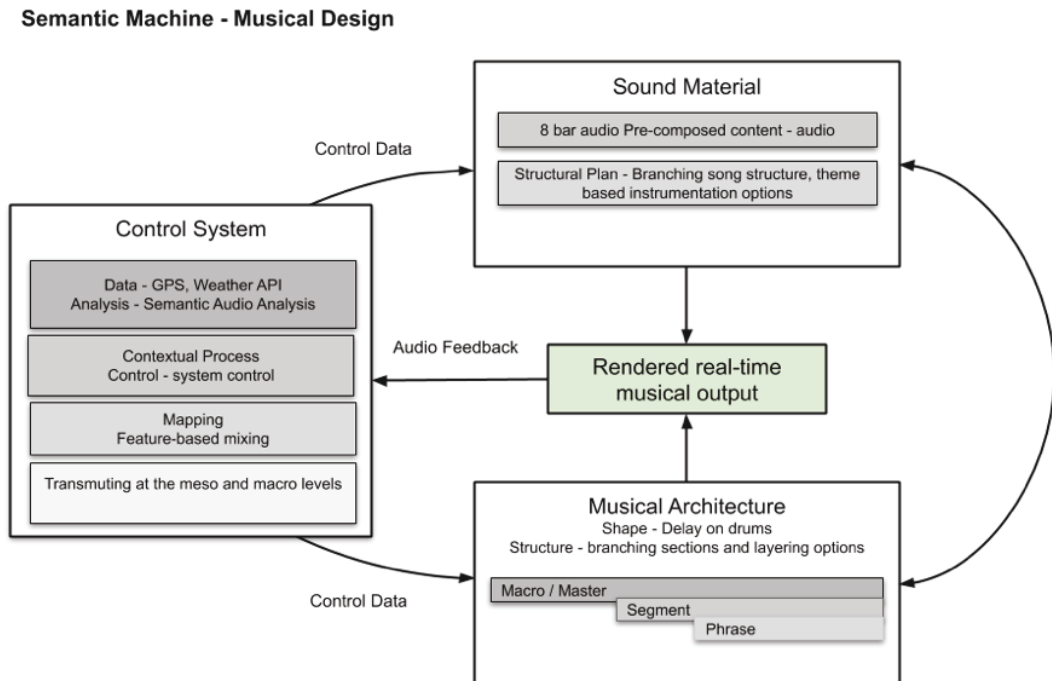 Semantic Machine - Musical Design
Sound Material
8 bar audio Pre-composed content - audio
Structural Plan - Branching song structure, theme
based instrumentation options
Control Data
Control System
Data - GPS, Weather API
Analysis - Semantic Audio Analysis
Contextual Process
Control - system control
Mapping
Feature-based mixing
Transmuting at the meso and macro levels
Audio Feedback
Rendered real-time
musical output
Musical Architecture
Shape - Delay on drums
Structure - branching sections and layering options
Macro / Master
Segment
Phrase
Control Data